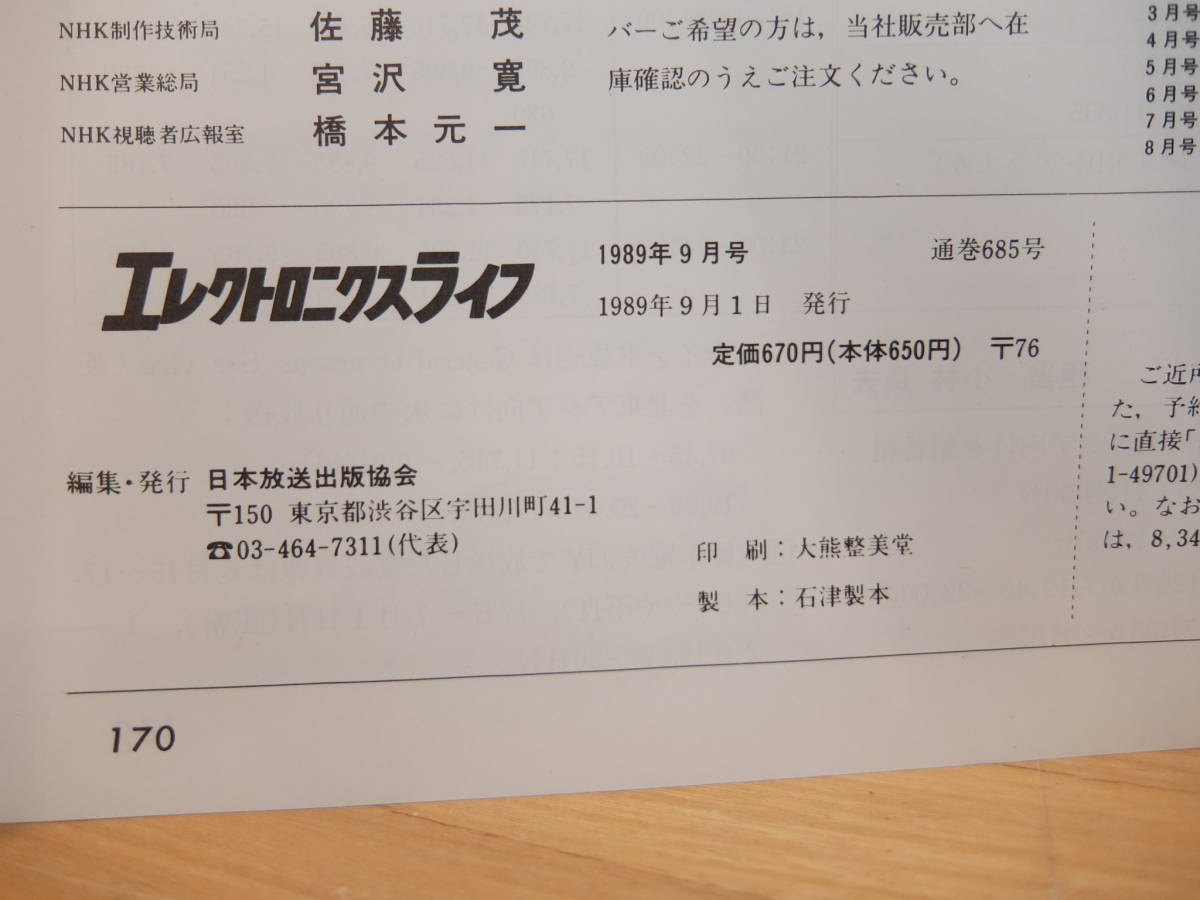 NHK制作技術局 佐藤 茂
NHK営業総局 宮沢 寛
NHK視聴者広報室 橋本元一
バーご希望の方は，当社販売部へ在
庫確認のうえご注文ください。
3月号
4月号
5月号
6月号
7月号
8月号
エレクトロニクスライフ
1989年9月号 通巻685号
1989年9月1日 発行
定価670円(本体650円) 〒76
編集・発行 日本放送出版協会
〒150 東京都渋谷区宇田川町41-1
☎03-464-7311(代表)
印 刷：大熊整美堂
製 本：石津製本
ご近所
た，予約
に直接「
1-49701)
い。なお
は，8,34
170